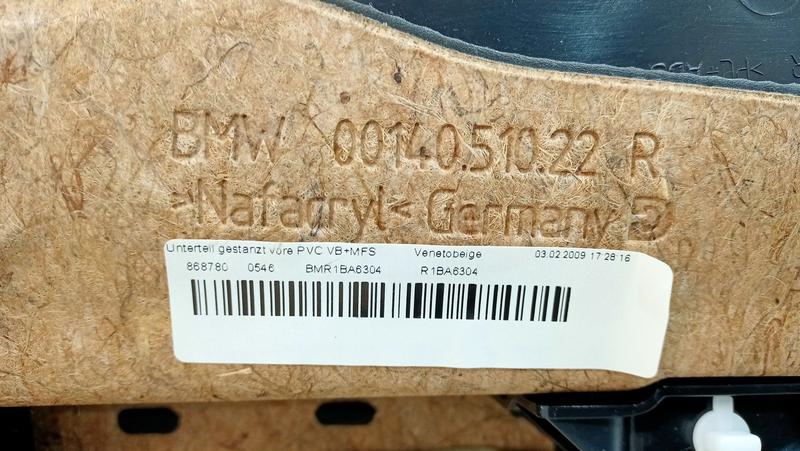 BMW 00140.510.22 R
>Nafacryl< Germany
Unterteil gestanzt vore PVC VB+MFS Venetobeige 03.02.2009 17:28:16
868780 0546 BMR1BA6304 R1BA6304